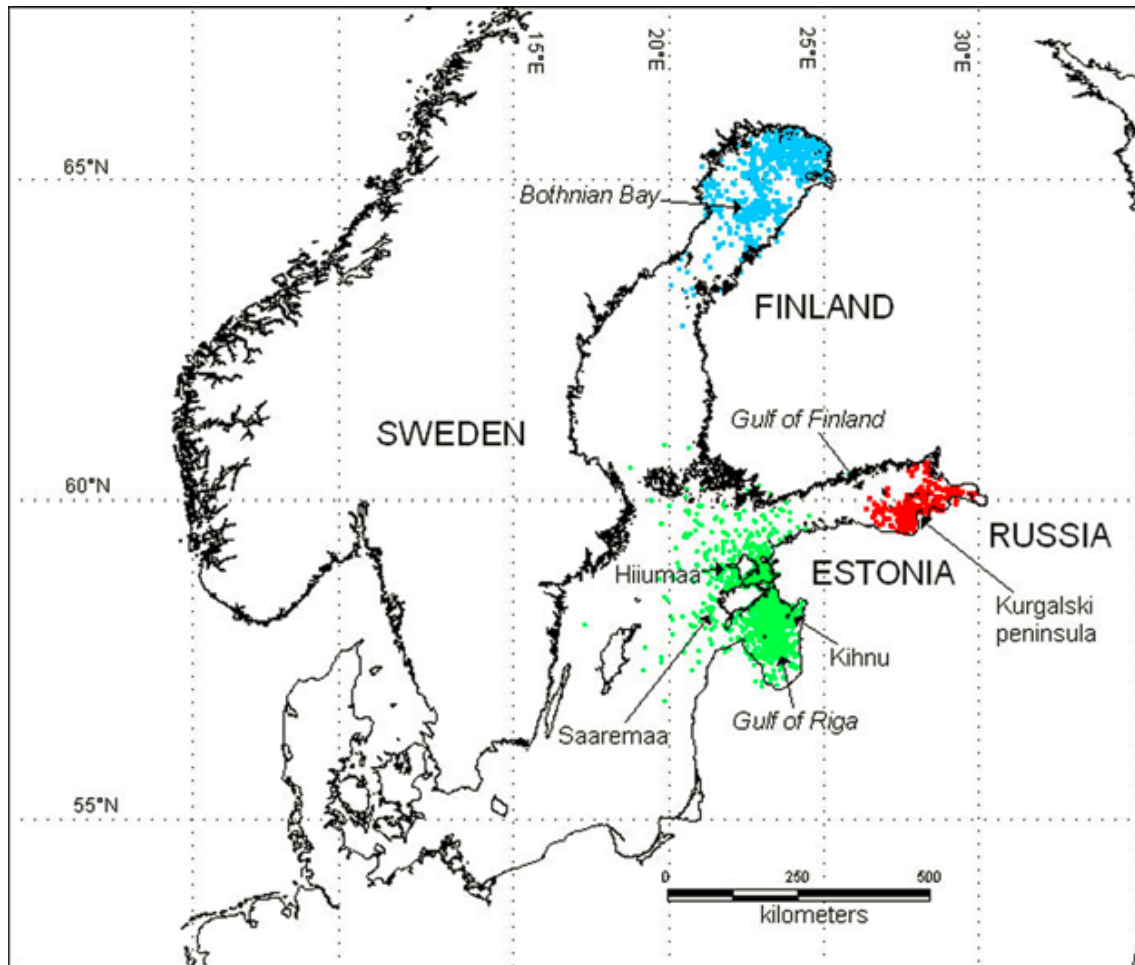 15°E
20°E
25°E
30°E
65°N
Bothnian Bay
FINLAND
SWEDEN
Gulf of Finland
60°N
RUSSIA
Hiiumaa
ESTONIA
Kurgalski
peninsula
Kihnu
Gulf of Riga
Saaremaa
55°N
0 250 500
kilometers